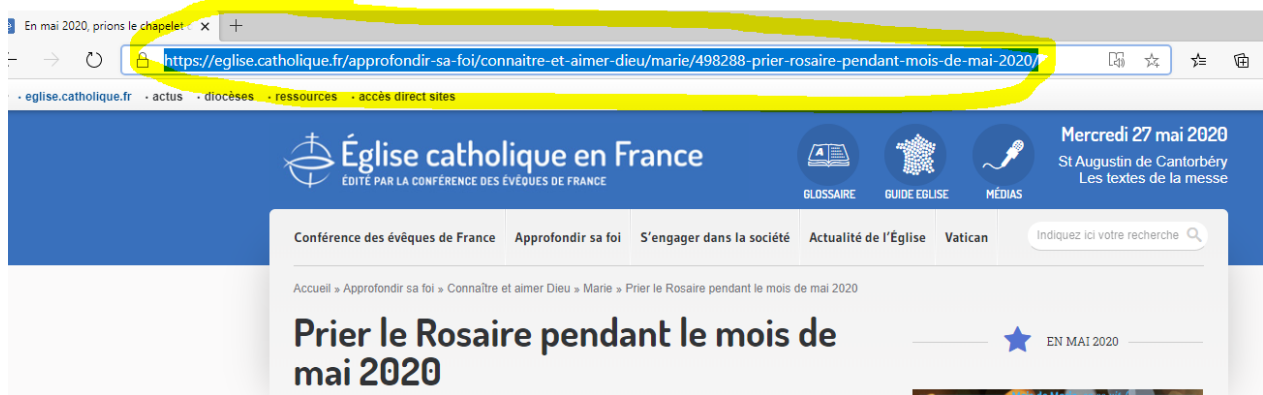 En mai 2020, prions le chapelet
https://eglise.catholique.fr/approfondir-sa-foi/connaitre-et-aimer-dieu/marie/498288-prier-rosaire-pendant-mois-de-mai-2020/
· eglise.catholique.fr · actus · diocèses · ressources · accès direct sites
Église catholique en France
ÉDITÉ PAR LA CONFÉRENCE DES ÉVÊQUES DE FRANCE
GLOSSAIRE GUIDE EGLISE MÉDIAS
Mercredi 27 mai 2020
St Augustin de Cantorbéry
Les textes de la messe
Conférence des évêques de France Approfondir sa foi S'engager dans la société Actualité de l'Église Vatican Indiquez ici votre recherche
Accueil » Approfondir sa foi » Connaître et aimer Dieu » Marie » Prier le Rosaire pendant le mois de mai 2020
Prier le Rosaire pendant le mois de
mai 2020
EN MAI 2020